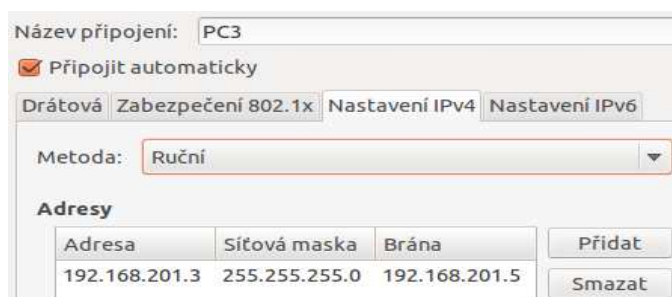 Název připojení: PC3
Připojit automaticky
Drátová Zabezpečení 802.1x Nastavení IPv4 Nastavení IPv6
Metoda: Ruční
Adresy
Adresa Síťová maska Brána Přidat
192.168.201.3 255.255.255.0 192.168.201.5 Smazat